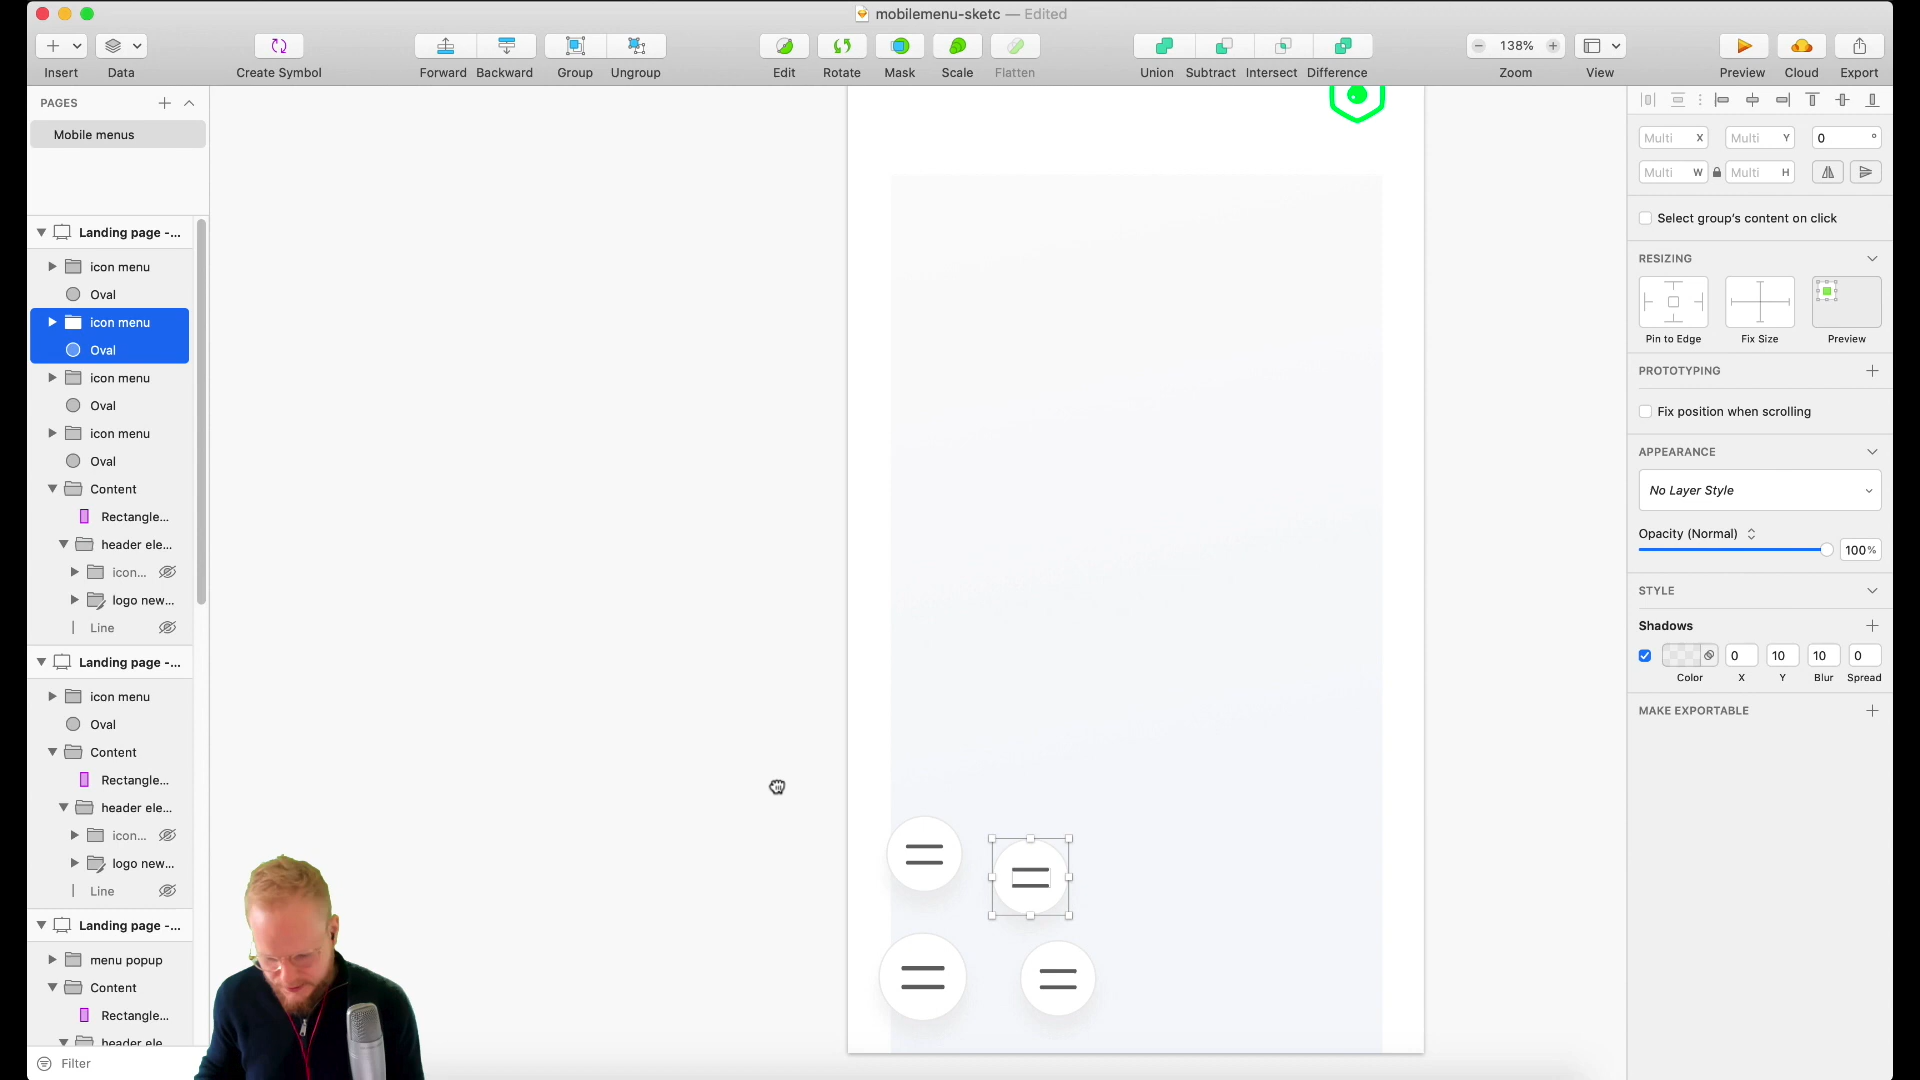 mobilemenu-sketc — Edited
Insert
Data
Create Symbol
Forward
Backward
Group
Ungroup
Edit
Rotate
Mask
Scale
Flatten
Union
Subtract
Intersect
Difference
138%
Zoom
View
Preview
Cloud
Export
PAGES
Mobile menus
Landing page -...
icon menu
Oval
icon menu
Oval
icon menu
Oval
icon menu
Oval
Content
Rectangle...
header ele...
icon...
logo new...
Line
Landing page -...
icon menu
Oval
Content
Rectangle...
header ele...
icon...
logo new...
Line
Landing page -...
menu popup
Content
Rectangle...
header ele
Filter
Multi X
Multi Y
0 °
Multi W
Multi H
Select group's content on click
RESIZING
Pin to Edge
Fix Size
Preview
PROTOTYPING
Fix position when scrolling
APPEARANCE
No Layer Style
Opacity (Normal)
100%
STYLE
Shadows
0
10
10
0
Color
X
Y
Blur
Spread
MAKE EXPORTABLE